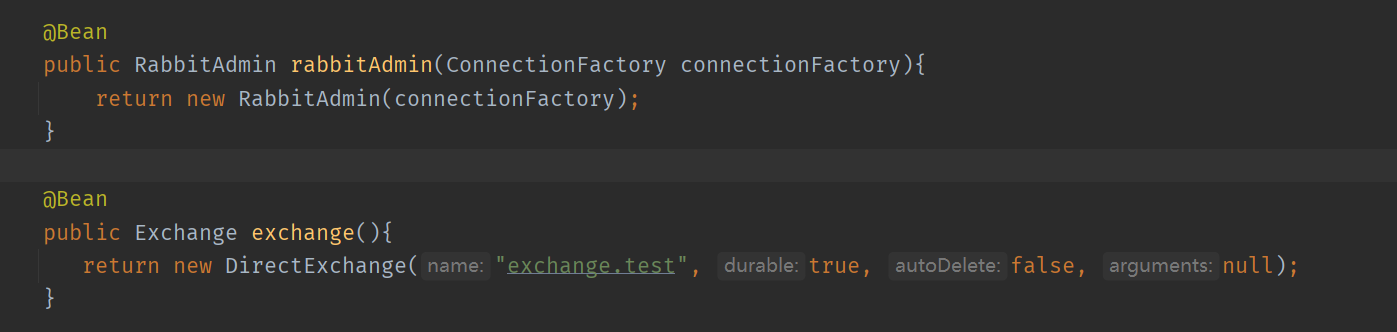 @Bean
public RabbitAdmin rabbitAdmin(ConnectionFactory connectionFactory){
    return new RabbitAdmin(connectionFactory);
}
@Bean
public Exchange exchange(){
   return new DirectExchange( name: "exchange.test", durable: true, autoDelete: false, arguments: null);
}